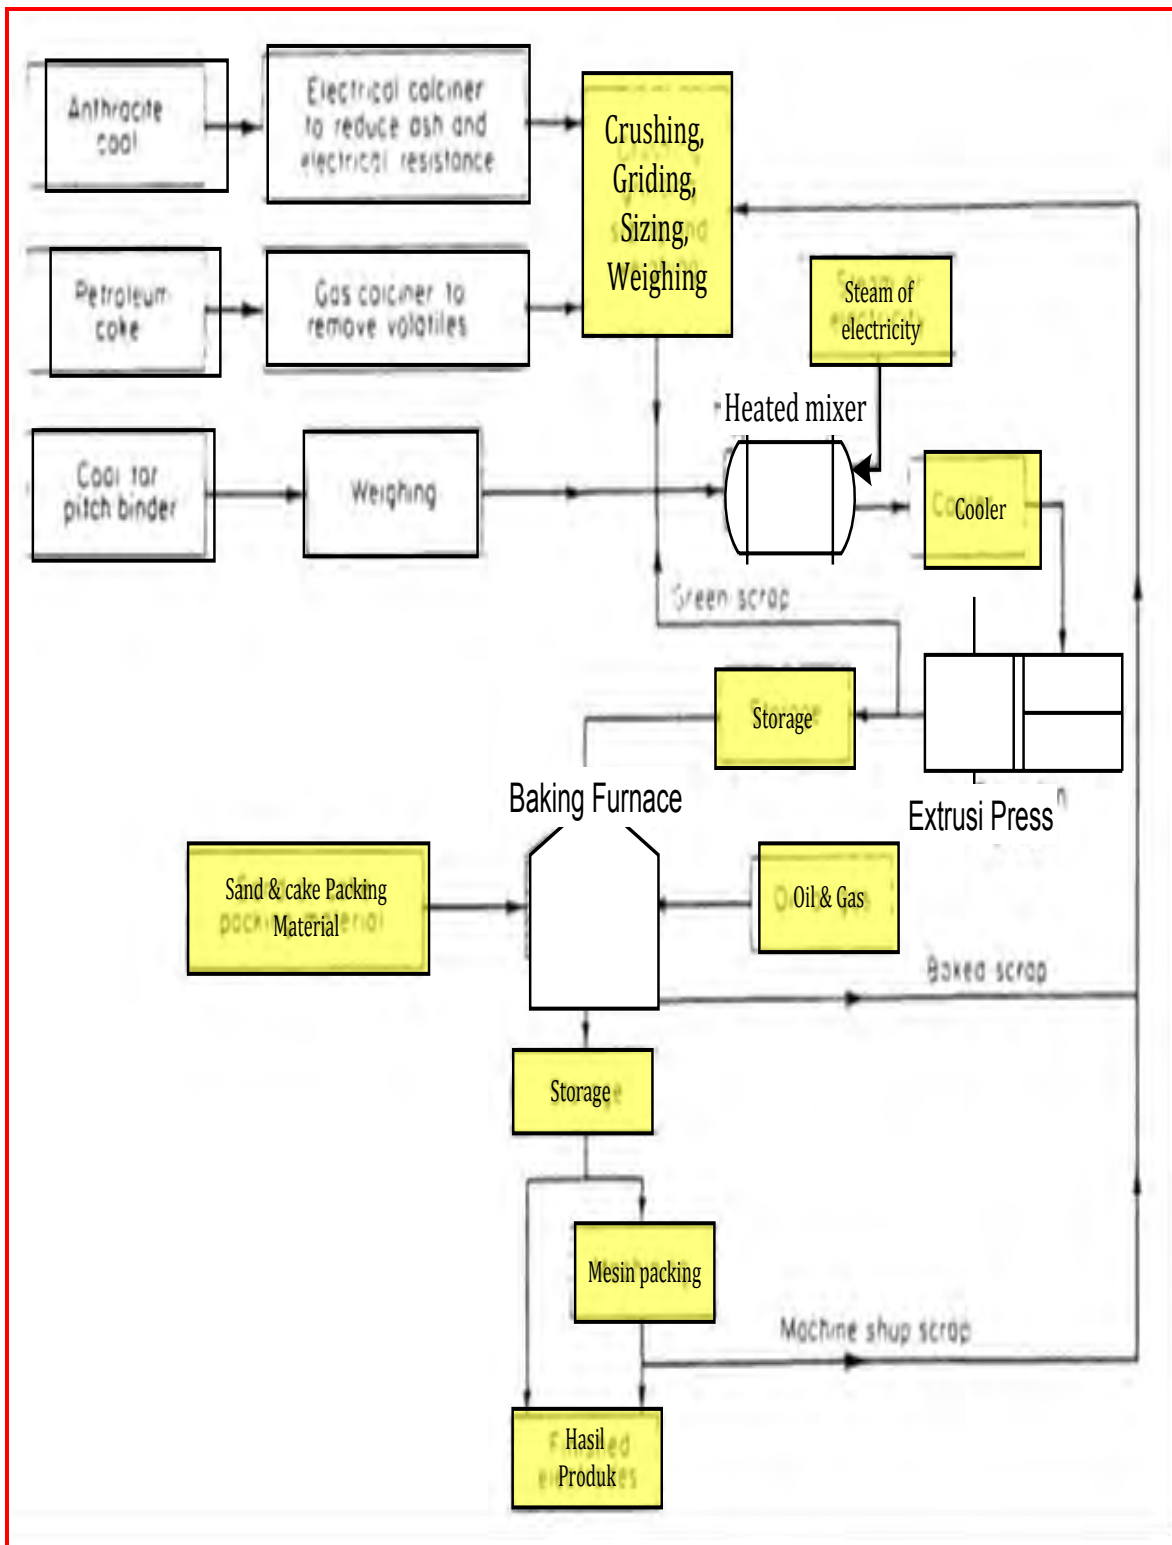 Anthracite
coal
Electrical calciner
to reduce ash and
electrical resistance
Crushing,
Griding,
Sizing,
Weighing
Petroleum
coke
Gas calciner to
remove volatiles
Steam of
electricity
Heated mixer
Coal tar
pitch binder
Weighing
Cooler
Green scrap
Storage
Baking Furnace
Extrusi Press
Sand & cake Packing
Material
Oil & Gas
Baked scrap
Storage
Mesin packing
Machine shup scrap
Hasil
Produk